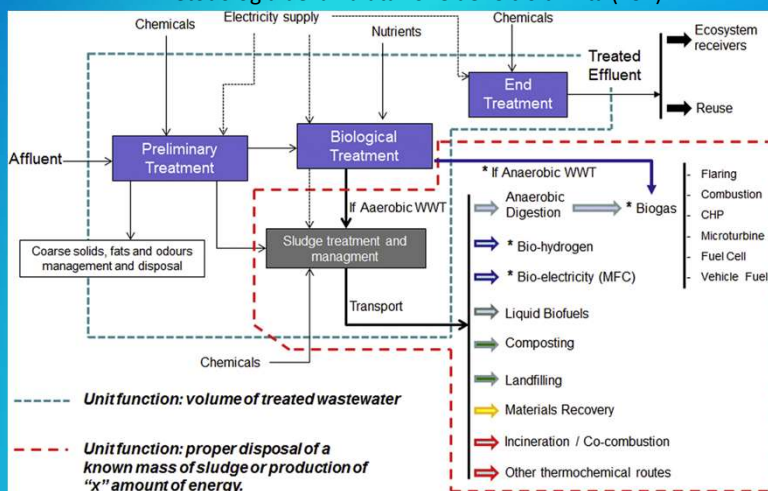 Chemicals
Electricity supply
Chemicals
Nutrients
Ecosystem
receivers
Treated
Effluent
End
Treatment
Reuse
Preliminary
Treatment
Biological
Treatment
Affluent
* If Anaerobic WWT
If Aaerobic WWT
Anaerobic
Digestion
* Biogas
- Flaring
- Combustion
- CHP
- Microturbine
- Fuel Cell
- Vehicle Fuel
Coarse solids, fats and odours
management and disposal
Sludge treatment and
managment
* Bio-hydrogen
* Bio-electricity (MFC)
Transport
Liquid Biofuels
Chemicals
Composting
Landfilling
Materials Recovery
Incineration / Co-combustion
Other thermochemical routes
Unit function: volume of treated wastewater
Unit function: proper disposal of a
known mass of sludge or production of
“x” amount of energy.